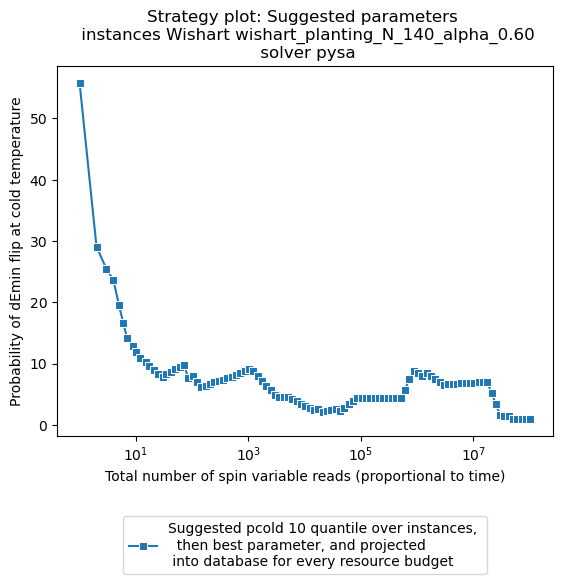 Strategy plot: Suggested parameters
instances Wishart wishart_planting_N_140_alpha_0.60
solver pysa
Probability of dEmin flip at cold temperature
50
40
30
20
10
0
10^1
10^3
10^5
10^7
Total number of spin variable reads (proportional to time)
Suggested pcold 10 quantile over instances,
then best parameter, and projected
into database for every resource budget